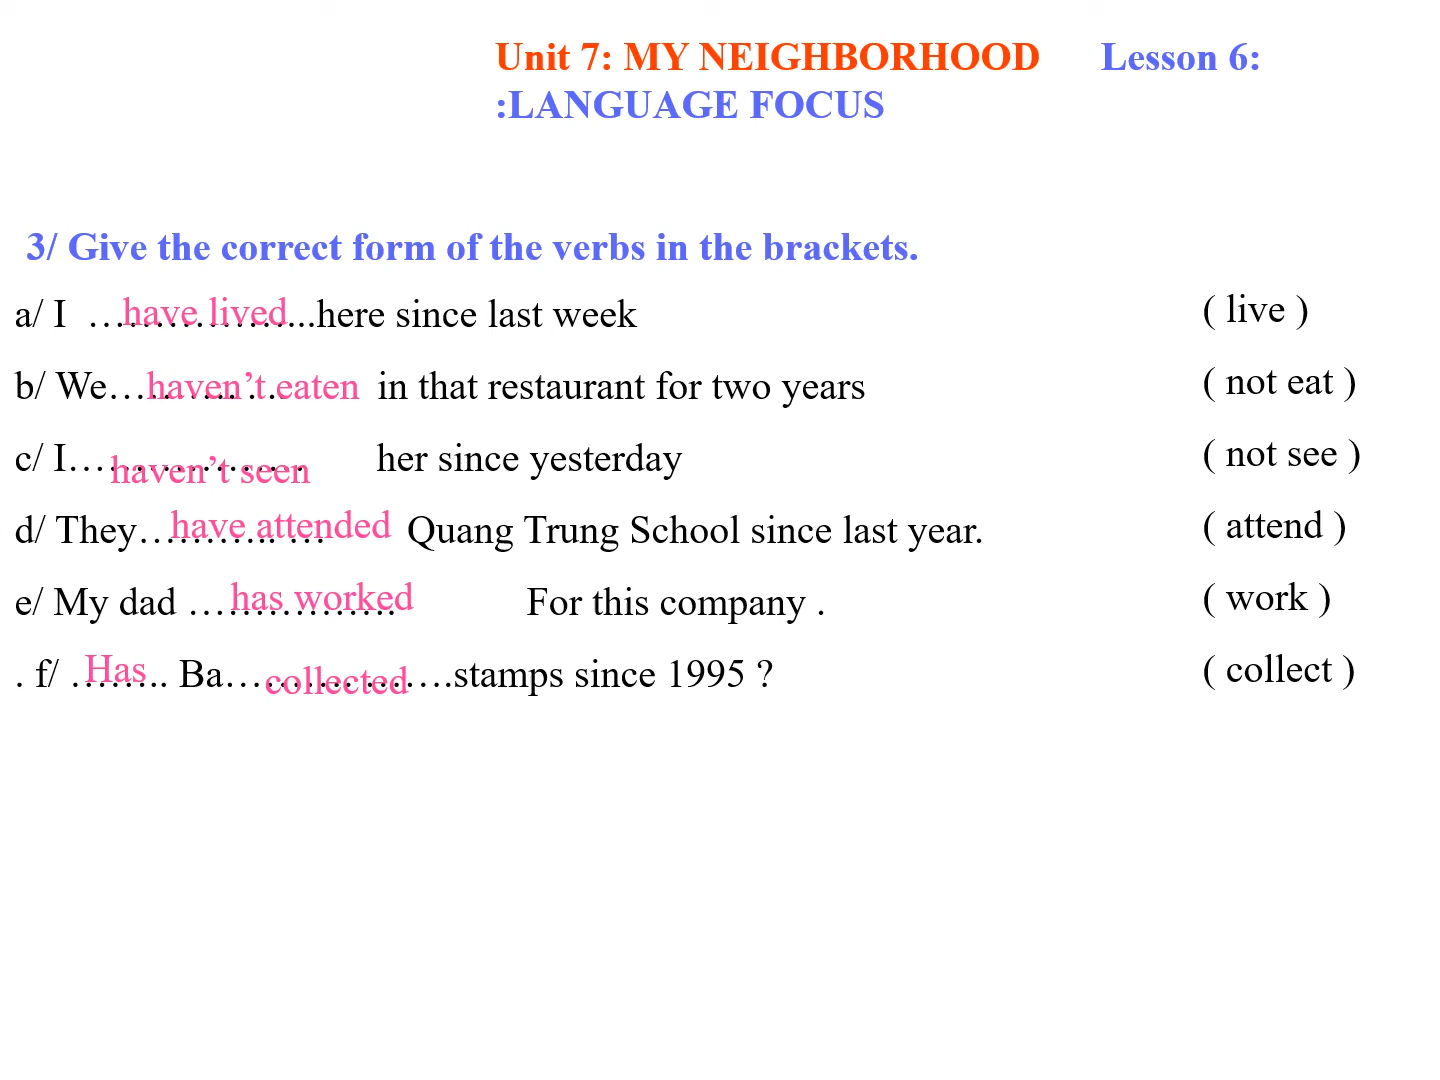 Unit 7: MY NEIGHBORHOOD Lesson 6:
:LANGUAGE FOCUS
3/ Give the correct form of the verbs in the brackets.
a/ I ……have lived…...here since last week ( live )
b/ We……haven’t eaten in that restaurant for two years ( not eat )
c/ I……haven’t seen her since yesterday ( not see )
d/ They……have attended Quang Trung School since last year. ( attend )
e/ My dad ……has worked For this company . ( work )
. f/ …Has.. Ba……collected…….stamps since 1995 ? ( collect )